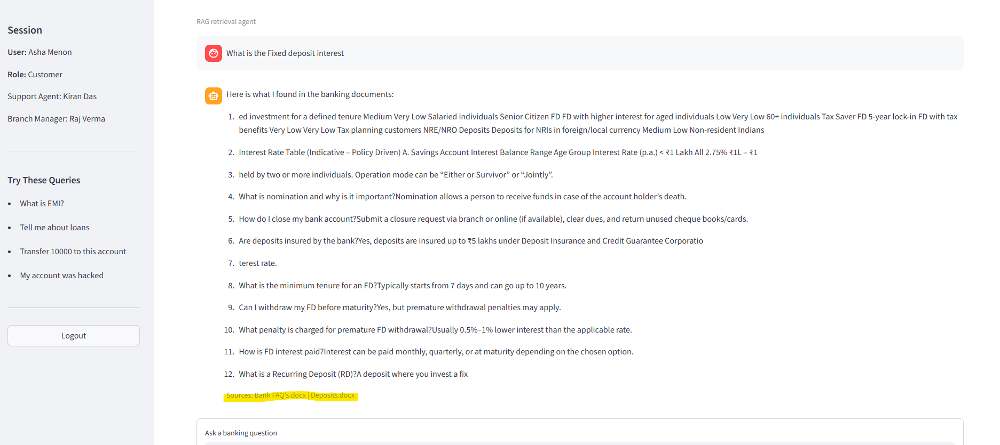 Session
User: Asha Menon
Role: Customer
Support Agent: Kiran Das
Branch Manager: Raj Verma
Try These Queries
• What is EMI?
• Tell me about loans
• Transfer 10000 to this account
• My account was hacked
Logout
RAG retrieval agent
What is the Fixed deposit interest
Here is what I found in the banking documents:
1. ed investment for a defined tenure Medium Very Low Salaried individuals Senior Citizen FD FD with higher interest for aged individuals Low Very Low 60+ individuals Tax Saver FD 5-year lock-in FD with tax
benefits Very Low Very Low Tax planning customers NRE/NRO Deposits Deposits for NRIs in foreign/local currency Medium Low Non-resident Indians
2. Interest Rate Table (Indicative – Policy Driven) A. Savings Account Interest Balance Range Age Group Interest Rate (p.a.) < ₹1 Lakh All 2.75% ₹1L – ₹1
3. held by two or more individuals. Operation mode can be “Either or Survivor” or “Jointly”.
4. What is nomination and why is it important?Nomination allows a person to receive funds in case of the account holder’s death.
5. How do I close my bank account?Submit a closure request via branch or online (if available), clear dues, and return unused cheque books/cards.
6. Are deposits insured by the bank?Yes, deposits are insured up to ₹5 lakhs under Deposit Insurance and Credit Guarantee Corporatio
7. terest rate.
8. What is the minimum tenure for an FD?Typically starts from 7 days and can go up to 10 years.
9. Can I withdraw my FD before maturity?Yes, but premature withdrawal penalties may apply.
10. What penalty is charged for premature FD withdrawal?Usually 0.5%–1% lower interest than the applicable rate.
11. How is FD interest paid?Interest can be paid monthly, quarterly, or at maturity depending on the chosen option.
12. What is a Recurring Deposit (RD)?A deposit where you invest a fix
Sources: Bank FAQ's.docx | Deposits.docx
Ask a banking question